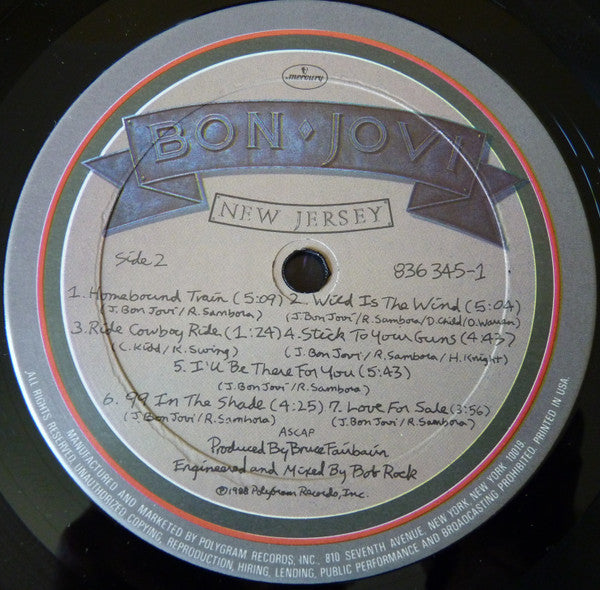 mercury
BON • JOVI
NEW JERSEY
Side 2
836 345-1
1. Homebound Train (5:09) 2. Wild Is The Wind (5:04)
(J. Bon Jovi/R. Sambora) (J. Bon Jovi/R. Sambora/D. Child/D. Warren)
3. Ride Cowboy Ride (1:24) 4. Stick To Your Guns (4:43)
(C. Kidd/K. Swing) (J. Bon Jovi/R. Sambora/H. Knight)
5. I'll Be There For You (5:43)
(J. Bon Jovi/R. Sambora)
6. 99 In The Shade (4:25) 7. Love For Sale (3:56)
(J. Bon Jovi/R. Sambora) (J. Bon Jovi/R. Sambora)
ASCAP
Produced By Bruce Fairbairn
Engineered and Mixed By Bob Rock
©1988 Polygram Records, Inc.
MANUFACTURED AND MARKETED BY POLYGRAM RECORDS, INC., 810 SEVENTH AVENUE, NEW YORK, NEW YORK 10019.
ALL RIGHTS RESERVED. UNAUTHORIZED COPYING, REPRODUCTION, HIRING, LENDING, PUBLIC PERFORMANCE AND BROADCASTING PROHIBITED. PRINTED IN USA.